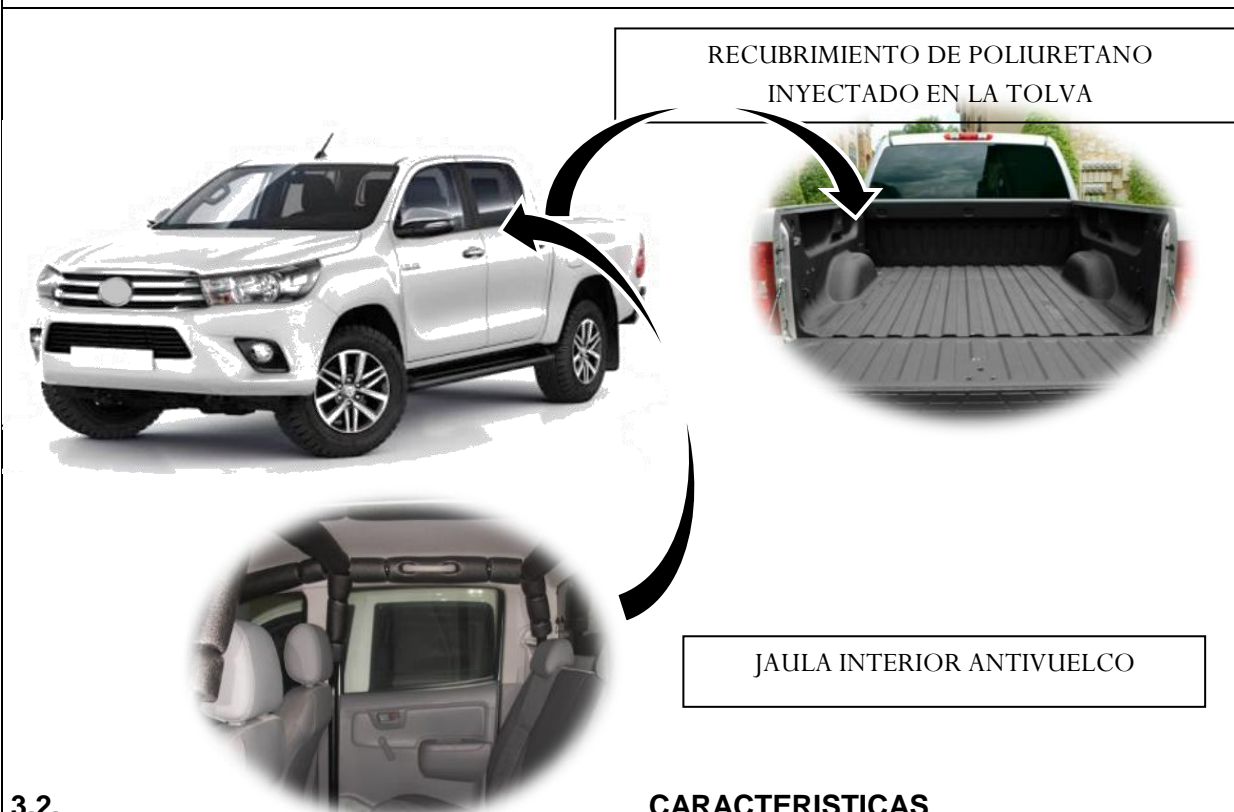 RECUBRIMIENTO DE POLIURETANO
INYECTADO EN LA TOLVA
JAULA INTERIOR ANTIVUELCO
3.2. CARACTERISTICAS